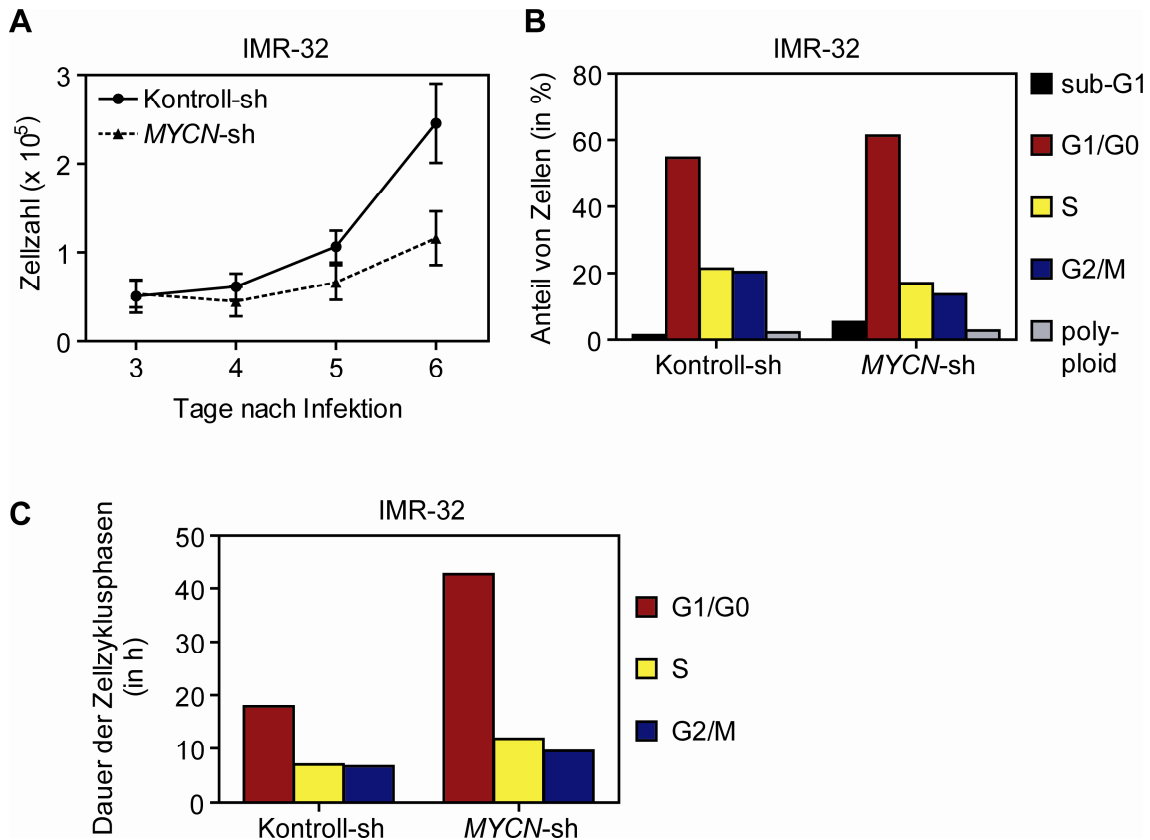 A
IMR-32
Zellzahl (x 10⁵)
3
2
1
0
Kontroll-sh
MYCN-sh
3 4 5 6
Tage nach Infektion
B
IMR-32
Anteil von Zellen (in %)
80
60
40
20
0
Kontroll-sh MYCN-sh
sub-G1
G1/G0
S
G2/M
poly-
ploid
C
IMR-32
Dauer der Zellzyklusphasen
(in h)
50
40
30
20
10
0
Kontroll-sh MYCN-sh
G1/G0
S
G2/M